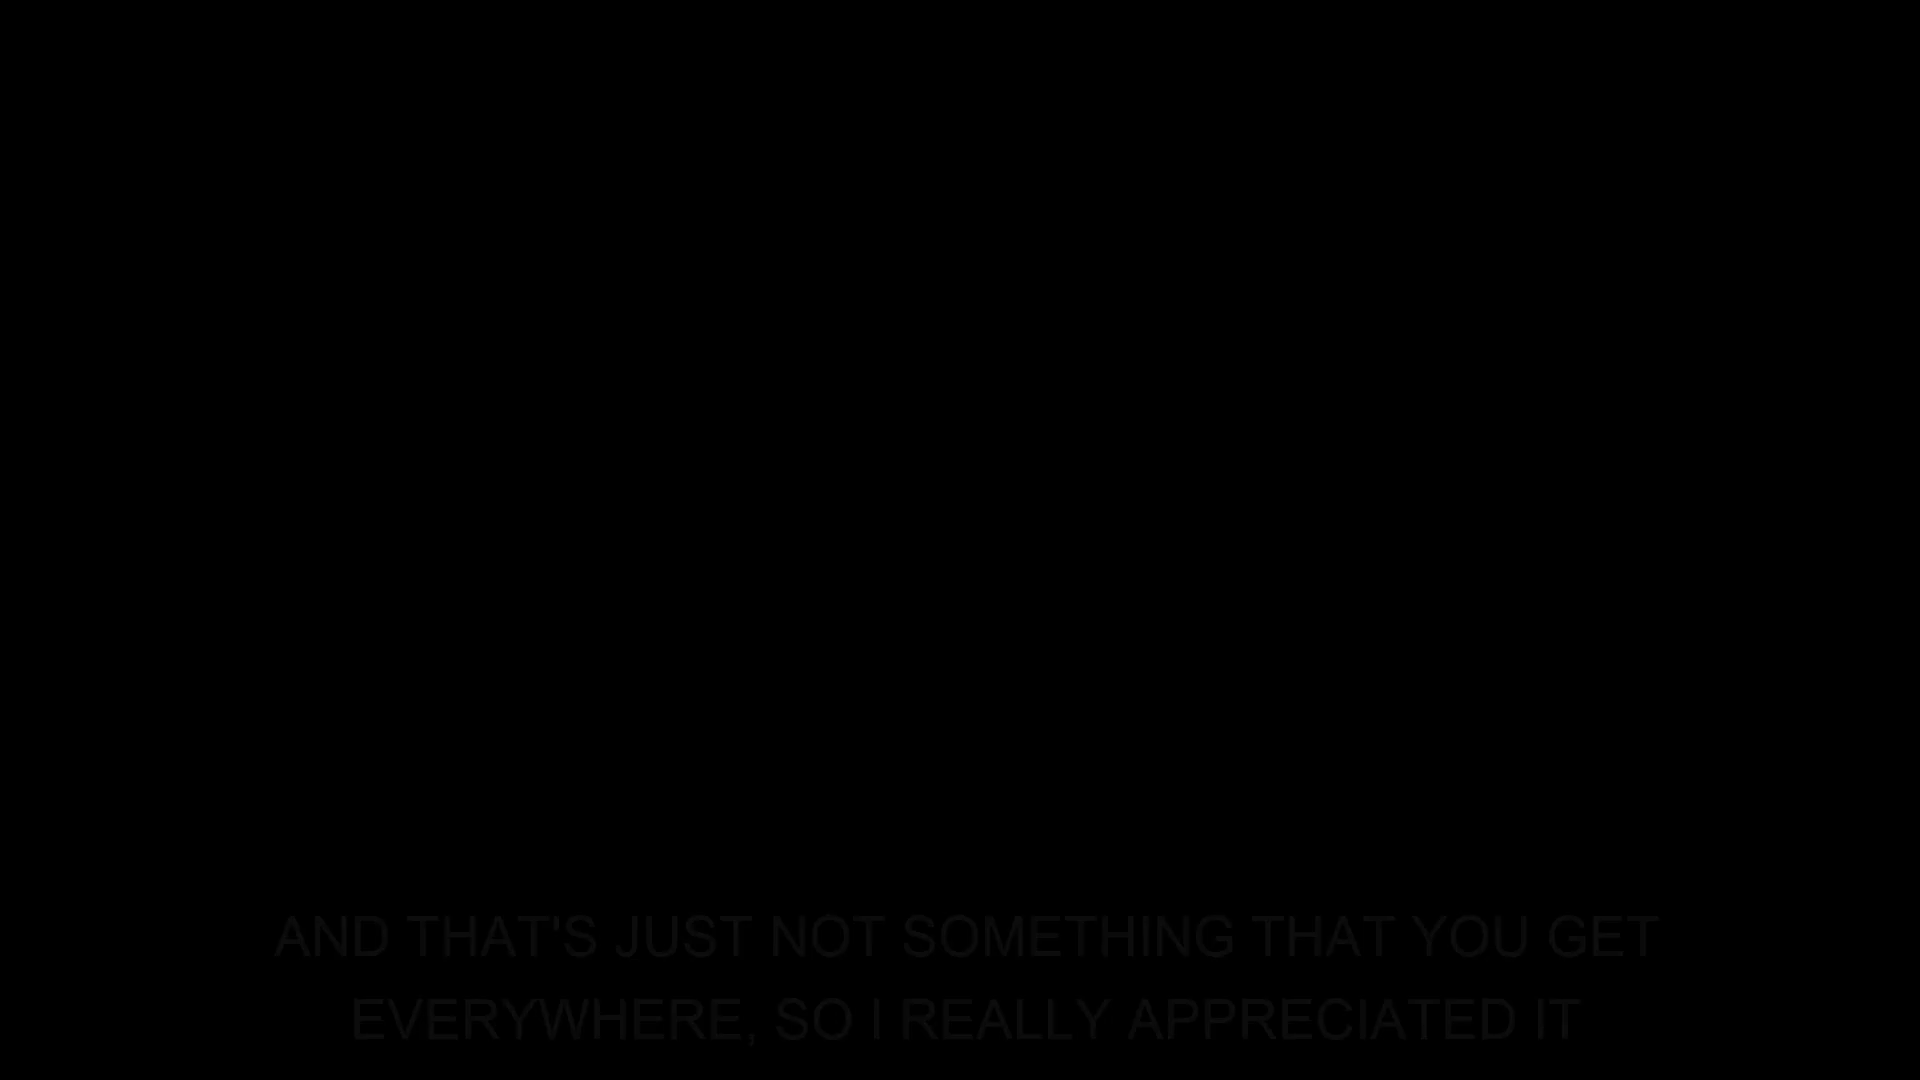 AND THAT'S JUST NOT SOMETHING THAT YOU GET
EVERYWHERE, SO I REALLY APPRECIATED IT